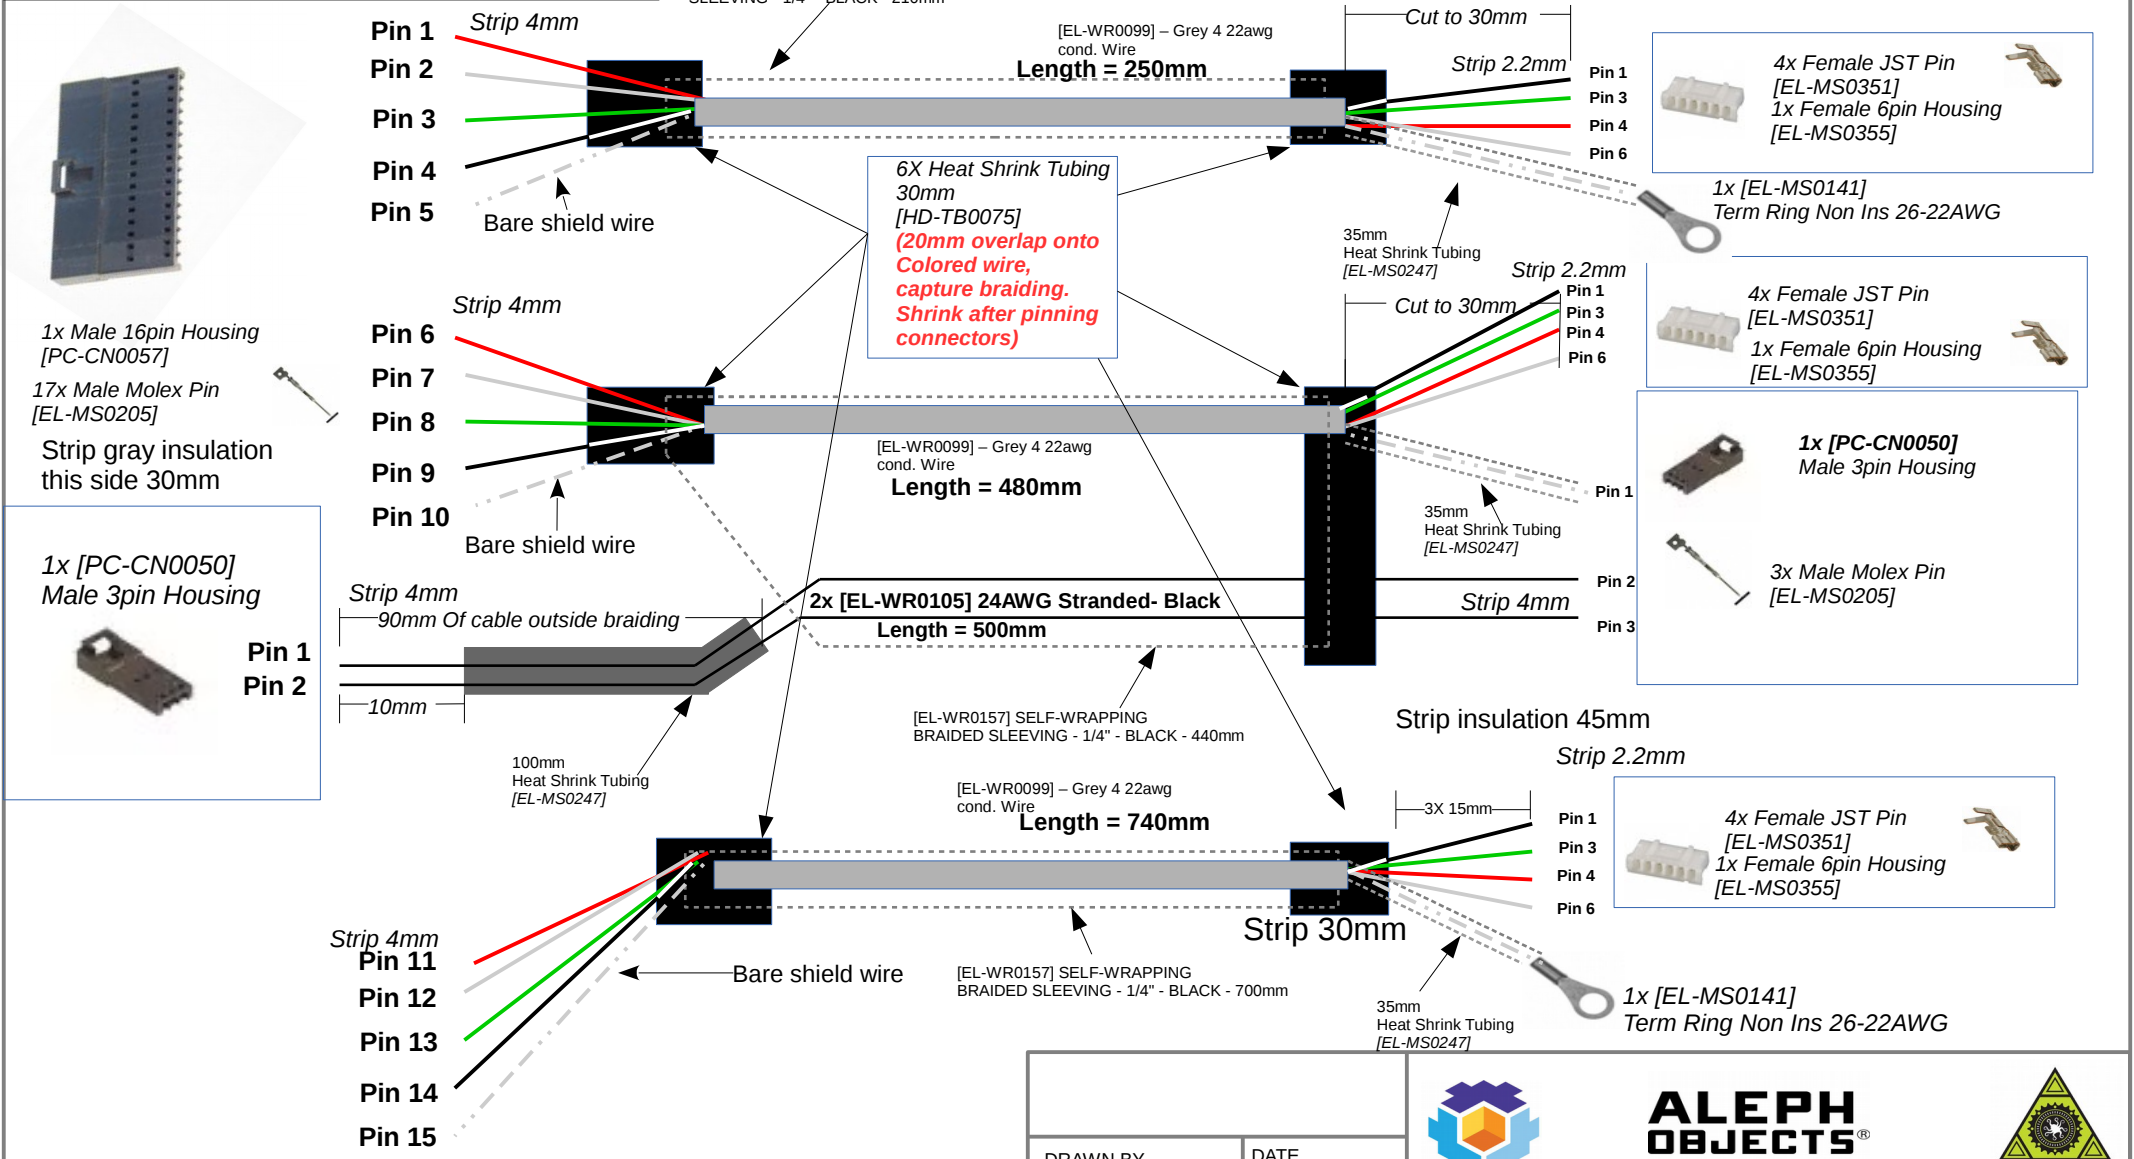 SLEEVING - 1/4" - BLACK - 210mm
Pin 1
Strip 4mm
Pin 2
Pin 3
Pin 4
Pin 5
Bare shield wire
[EL-WR0099] – Grey 4 22awg
cond. Wire
Length = 250mm
Cut to 30mm
Strip 2.2mm
Pin 1
Pin 3
Pin 4
Pin 6
4x Female JST Pin
[EL-MS0351]
1x Female 6pin Housing
[EL-MS0355]
1x [EL-MS0141]
Term Ring Non Ins 26-22AWG
35mm
Heat Shrink Tubing
[EL-MS0247]
6X Heat Shrink Tubing
30mm
[HD-TB0075]
(20mm overlap onto
Colored wire,
capture braiding.
Shrink after pinning
connectors)
1x Male 16pin Housing
[PC-CN0057]
17x Male Molex Pin
[EL-MS0205]
Strip gray insulation
this side 30mm
Strip 4mm
Pin 6
Pin 7
Pin 8
Pin 9
Pin 10
Bare shield wire
[EL-WR0099] – Grey 4 22awg
cond. Wire
Length = 480mm
Cut to 30mm
Strip 2.2mm
Pin 1
Pin 3
Pin 4
Pin 6
4x Female JST Pin
[EL-MS0351]
1x Female 6pin Housing
[EL-MS0355]
35mm
Heat Shrink Tubing
[EL-MS0247]
Pin 1
Pin 2
Pin 3
Strip 4mm
1x [PC-CN0050]
Male 3pin Housing
3x Male Molex Pin
[EL-MS0205]
1x [PC-CN0050]
Male 3pin Housing
Pin 1
Pin 2
Strip 4mm
90mm Of cable outside braiding
10mm
2x [EL-WR0105] 24AWG Stranded- Black
Length = 500mm
100mm
Heat Shrink Tubing
[EL-MS0247]
[EL-WR0157] SELF-WRAPPING
BRAIDED SLEEVING - 1/4" - BLACK - 440mm
Strip insulation 45mm
Strip 2.2mm
[EL-WR0099] – Grey 4 22awg
cond. Wire
Length = 740mm
3X 15mm
Pin 1
Pin 3
Pin 4
Pin 6
4x Female JST Pin
[EL-MS0351]
1x Female 6pin Housing
[EL-MS0355]
Strip 30mm
Strip 4mm
Pin 11
Pin 12
Pin 13
Pin 14
Pin 15
Bare shield wire
[EL-WR0157] SELF-WRAPPING
BRAIDED SLEEVING - 1/4" - BLACK - 700mm
35mm
Heat Shrink Tubing
[EL-MS0247]
1x [EL-MS0141]
Term Ring Non Ins 26-22AWG
DRAWN BY
DATE
ALEPH
OBJECTS®